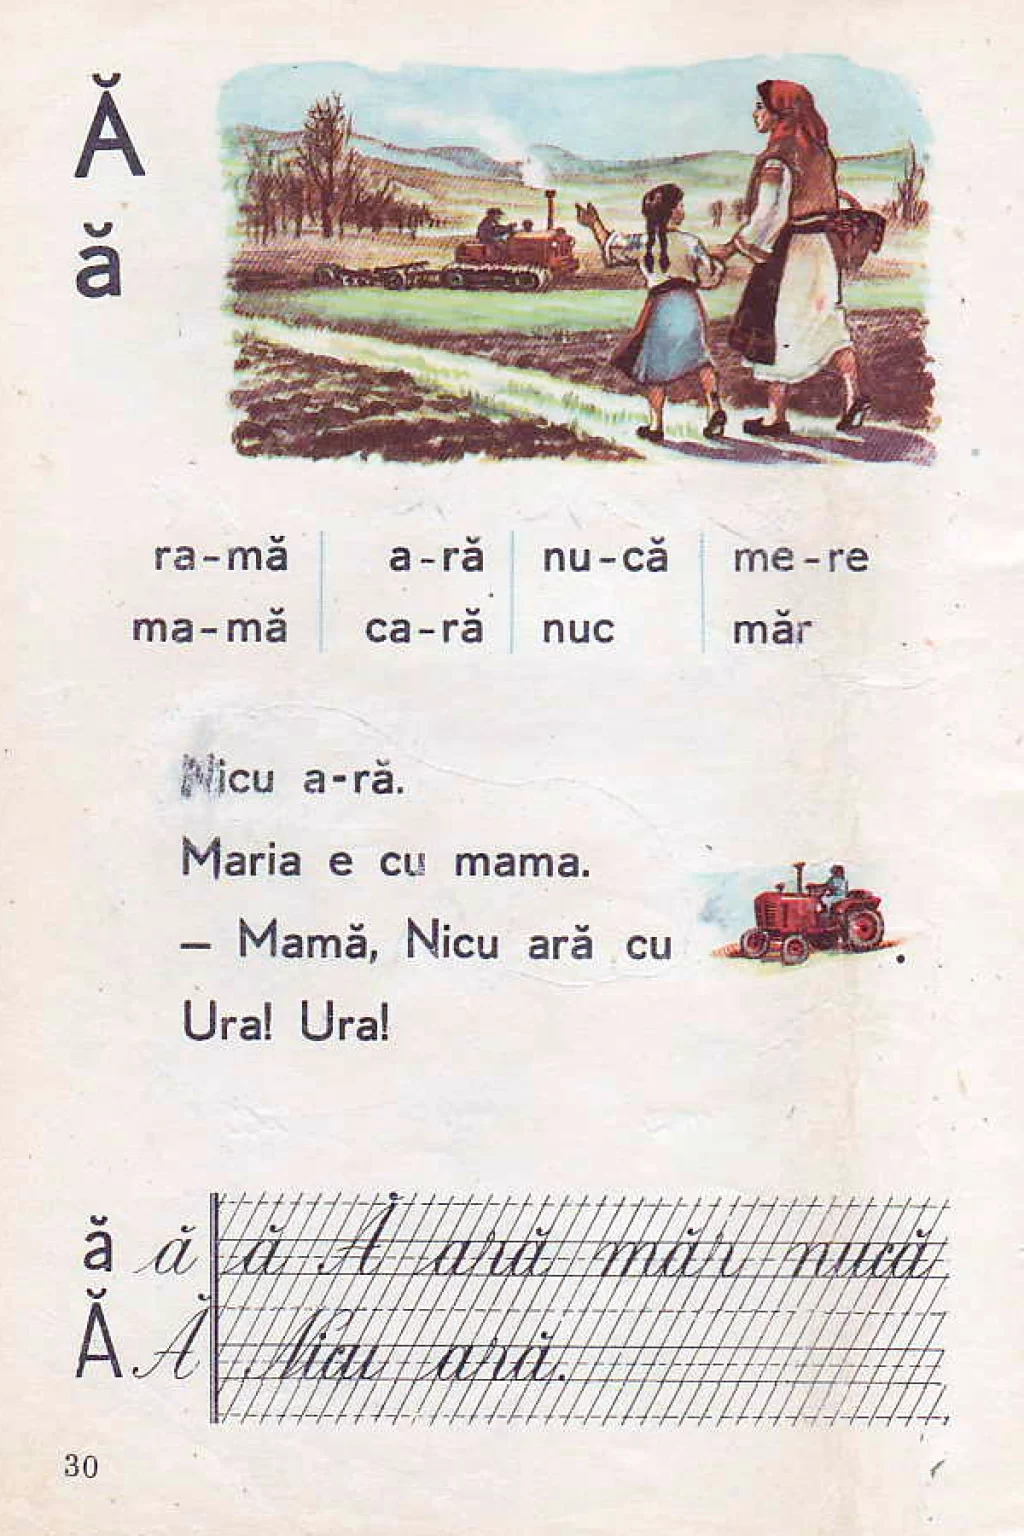 Ă
ă
ra-mă a-ră nu-că me-re
ma-mă ca-ră nuc măr
Nicu a-ră.
Maria e cu mama.
– Mamă, Nicu ară cu .
Ura! Ura!
ă ă ă Ă ară măr nucă
Ă Ă Nicu ară.
30